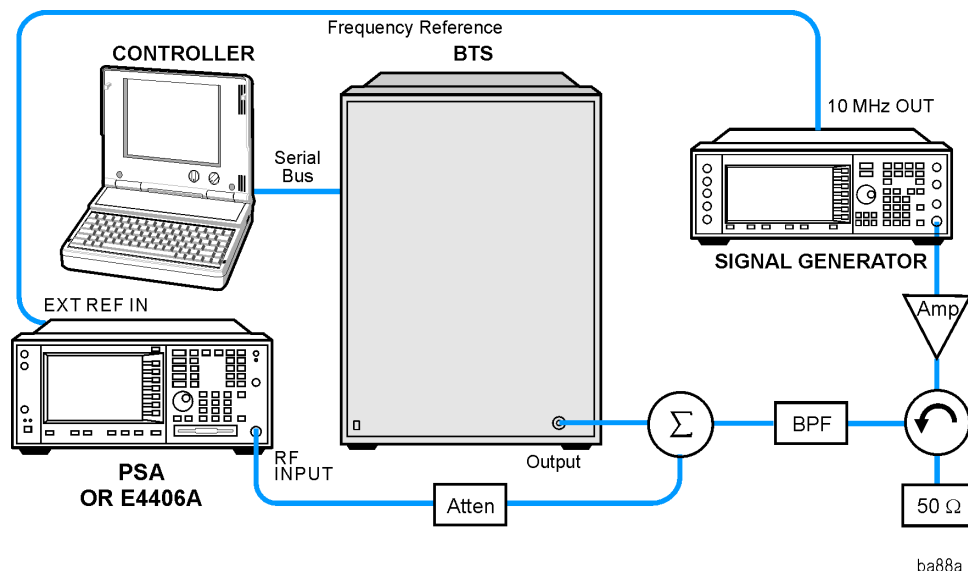 Frequency Reference
CONTROLLER
BTS
10 MHz OUT
Serial
Bus
SIGNAL GENERATOR
EXT REF IN
Amp
Σ
BPF
RF
INPUT
Output
PSA
OR E4406A
Atten
50 Ω
ba88a